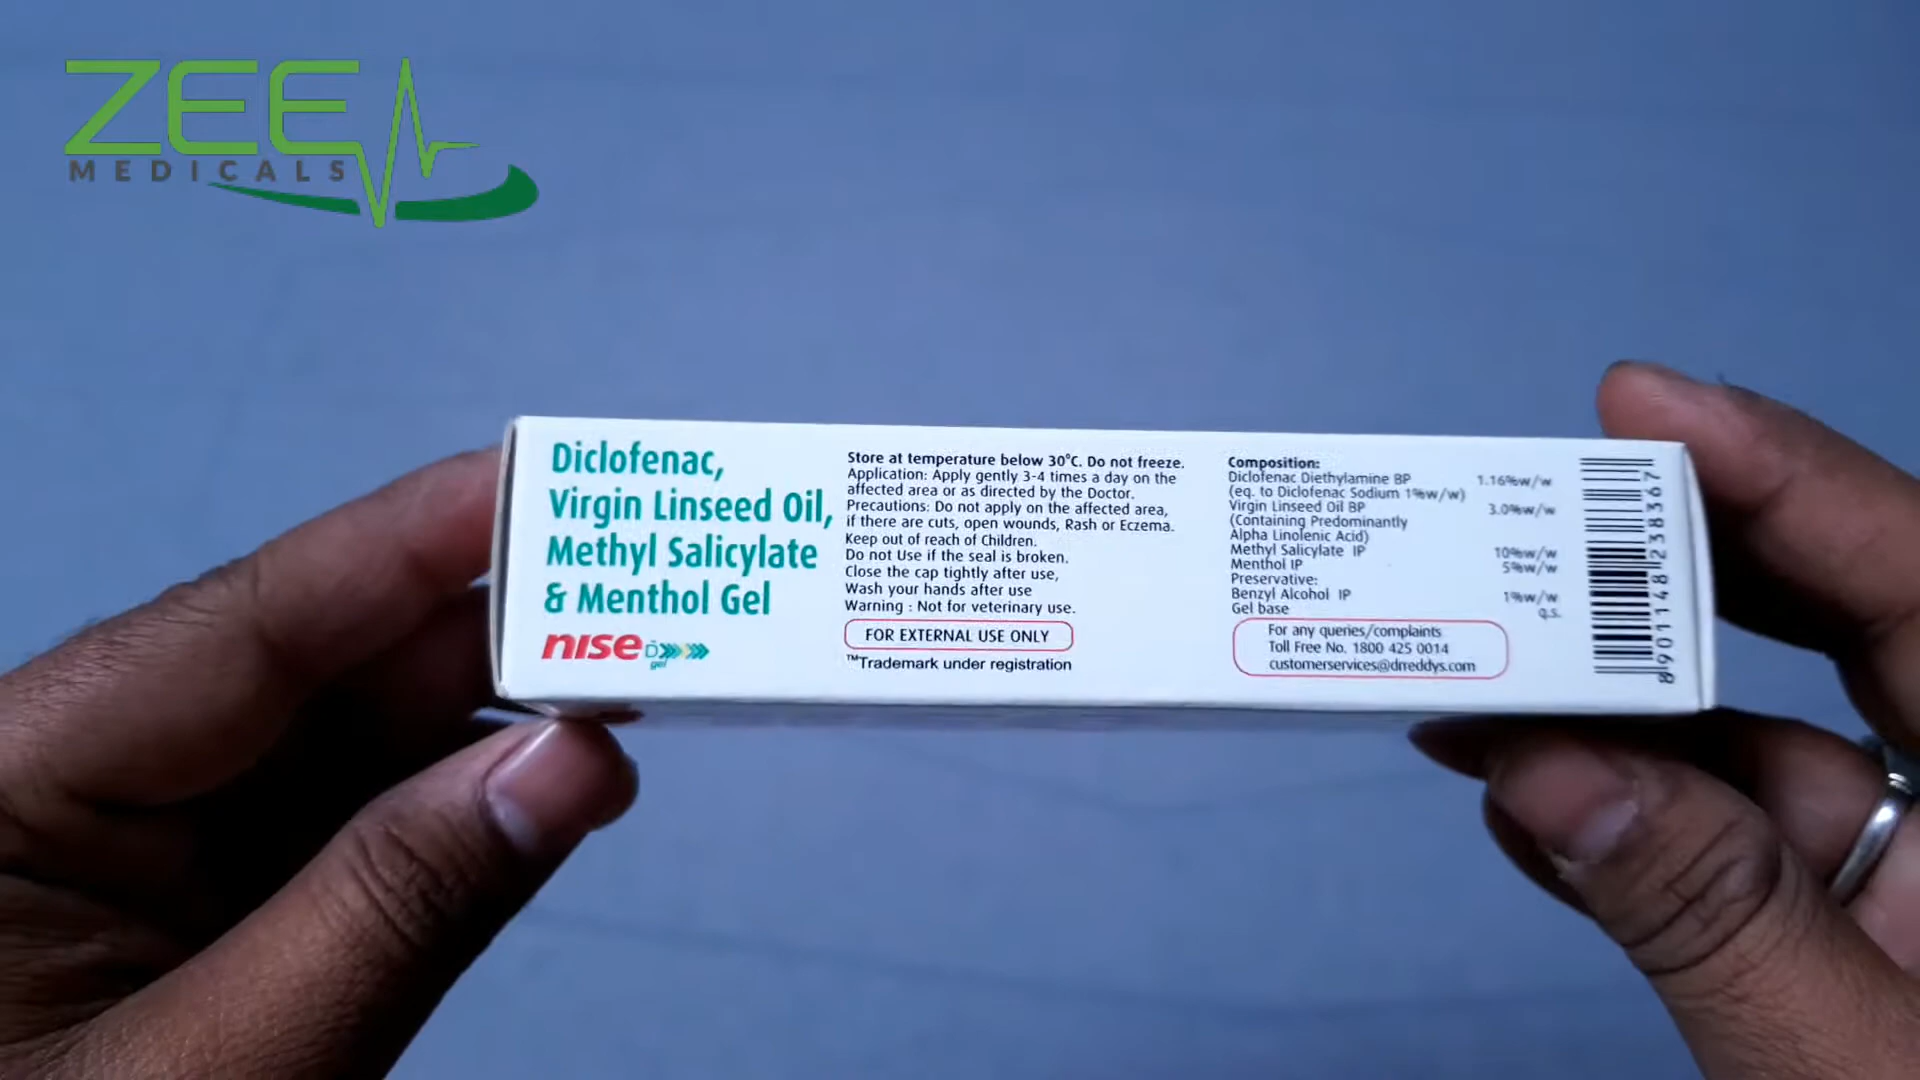 ZEE
MEDICALS
Diclofenac,
Virgin Linseed Oil,
Methyl Salicylate
& Menthol Gel
nise D
gel
Store at temperature below 30°C. Do not freeze.
Application: Apply gently 3-4 times a day on the
affected area or as directed by the Doctor.
Precautions: Do not apply on the affected area,
if there are cuts, open wounds, Rash or Eczema.
Keep out of reach of Children.
Do not Use if the seal is broken.
Close the cap tightly after use,
Wash your hands after use
Warning : Not for veterinary use.
FOR EXTERNAL USE ONLY
™Trademark under registration
Composition:
Diclofenac Diethylamine BP 1.16%w/w
(eq. to Diclofenac Sodium 1%w/w)
Virgin Linseed Oil BP 3.0%w/w
(Containing Predominantly
Alpha Linolenic Acid)
Methyl Salicylate IP 10%w/w
Menthol IP 5%w/w
Preservative:
Benzyl Alcohol IP 1%w/w
Gel base q.s.
For any queries/complaints
Toll Free No. 1800 425 0014
customerservices@drreddys.com
8901148238367